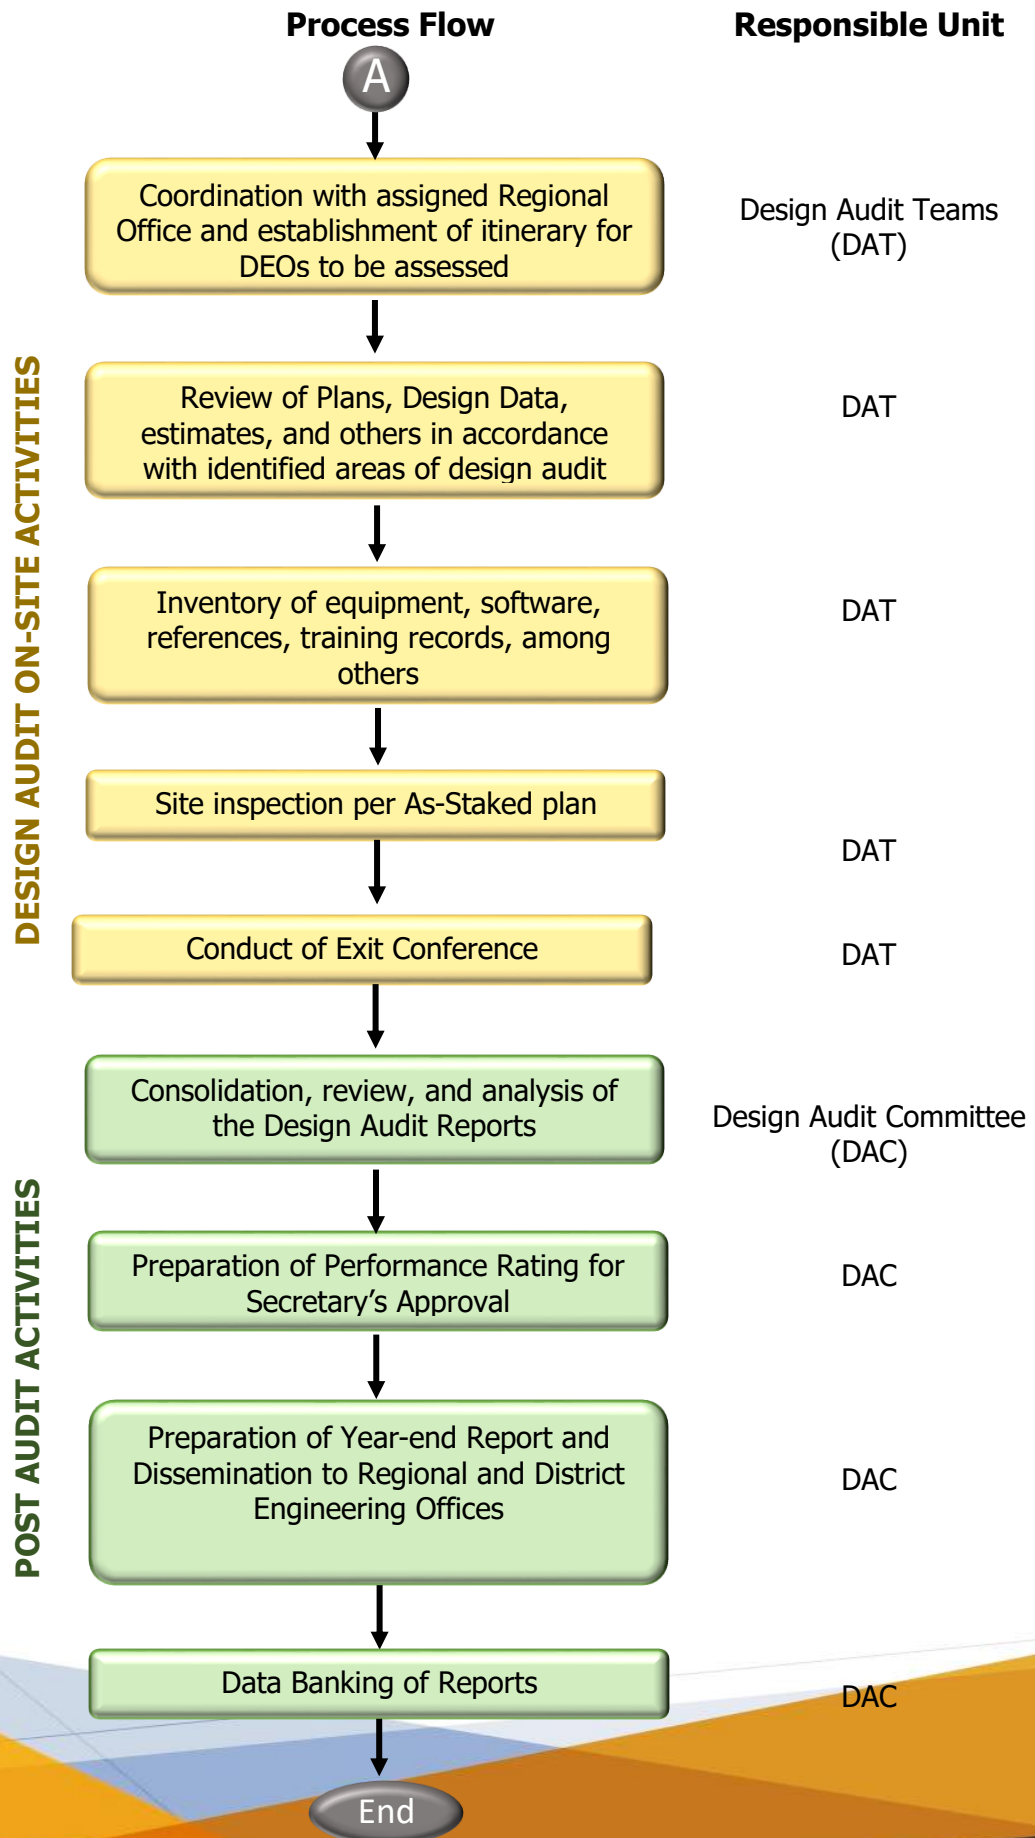 Process Flow
Responsible Unit
A
DESIGN AUDIT ON-SITE ACTIVITIES
Coordination with assigned Regional
Office and establishment of itinerary for
DEOs to be assessed
Design Audit Teams
(DAT)
Review of Plans, Design Data,
estimates, and others in accordance
with identified areas of design audit
DAT
Inventory of equipment, software,
references, training records, among
others
DAT
Site inspection per As-Staked plan
DAT
Conduct of Exit Conference
DAT
POST AUDIT ACTIVITIES
Consolidation, review, and analysis of
the Design Audit Reports
Design Audit Committee
(DAC)
Preparation of Performance Rating for
Secretary’s Approval
DAC
Preparation of Year-end Report and
Dissemination to Regional and District
Engineering Offices
DAC
Data Banking of Reports
DAC
End